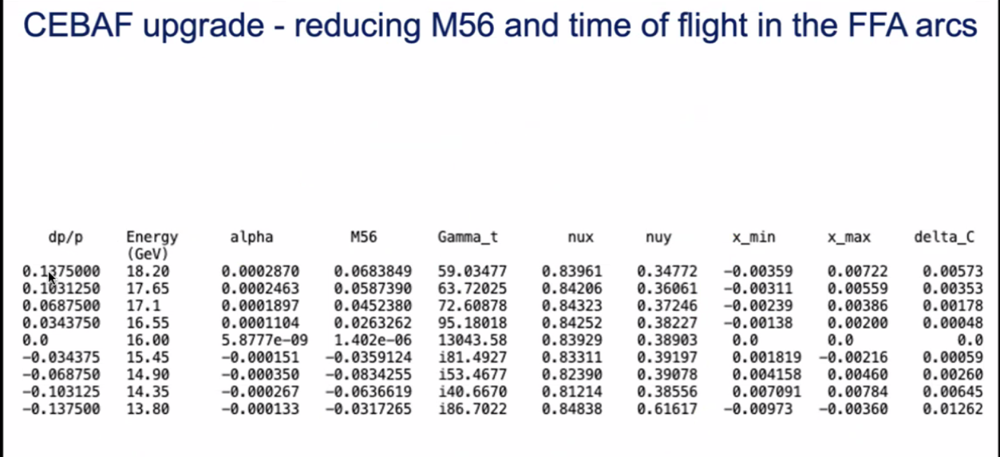 CEBAF upgrade - reducing M56 and time of flight in the FFA arcs
dp/p Energy alpha M56 Gamma_t nux nuy x_min x_max delta_C
(GeV)
0.1375000 18.20 0.0002870 0.0683849 59.03477 0.83961 0.34772 −0.00359 0.00722 0.00573
0.1031250 17.65 0.0002463 0.0587390 63.72025 0.84206 0.36061 −0.00311 0.00559 0.00353
0.0687500 17.1 0.0001897 0.0452380 72.60878 0.84323 0.37246 −0.00239 0.00386 0.00178
0.0343750 16.55 0.0001104 0.0263262 95.18018 0.84252 0.38227 −0.00138 0.00200 0.00048
0.0 16.00 5.8777e−09 1.402e−06 13043.58 0.83929 0.38903 0.0 0.0 0.0
−0.034375 15.45 −0.000151 −0.0359124 i81.4927 0.83311 0.39197 0.001819 −0.00216 0.00059
−0.068750 14.90 −0.000350 −0.0834255 i53.4677 0.82390 0.39078 0.004158 0.00460 0.00260
−0.103125 14.35 −0.000267 −0.0636619 i40.6670 0.81214 0.38556 0.007091 0.00784 0.00645
−0.137500 13.80 −0.000133 −0.0317265 i86.7022 0.84838 0.61617 −0.00973 −0.00360 0.01262